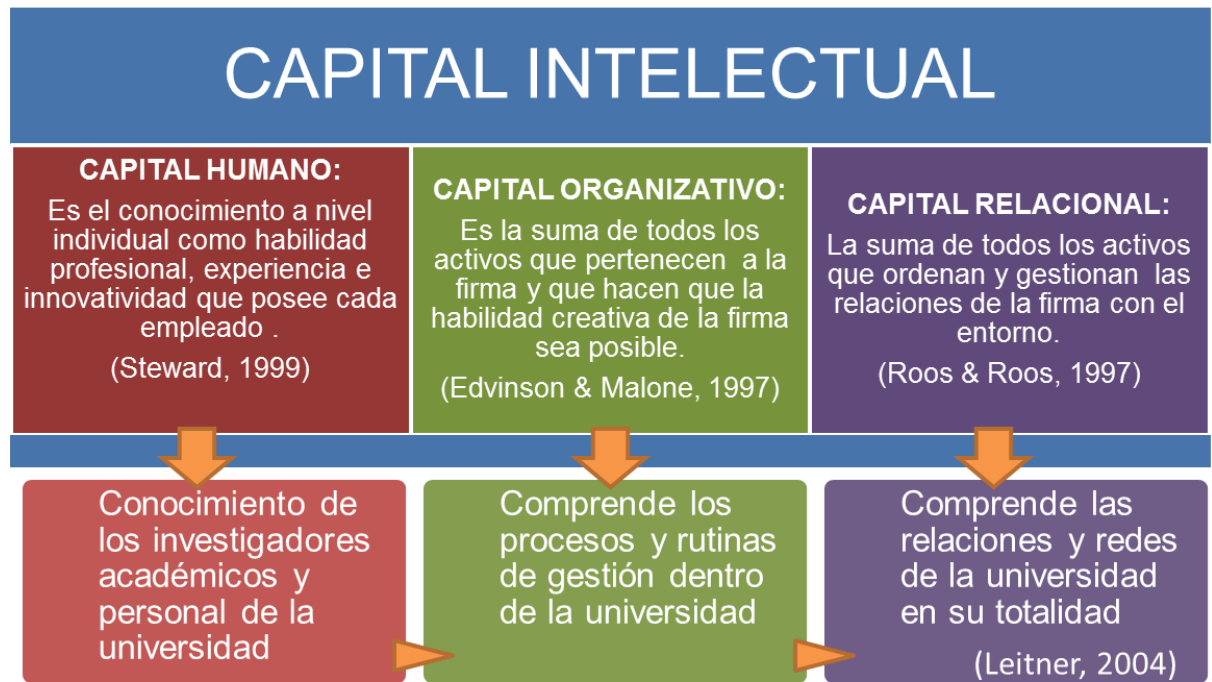 CAPITAL INTELECTUAL
CAPITAL HUMANO:
Es el conocimiento a nivel
individual como habilidad
profesional, experiencia e
innovatividad que posee cada
empleado .
(Steward, 1999)
CAPITAL ORGANIZATIVO:
Es la suma de todos los
activos que pertenecen a la
firma y que hacen que la
habilidad creativa de la firma
sea posible.
(Edvinson & Malone, 1997)
CAPITAL RELACIONAL:
La suma de todos los activos
que ordenan y gestionan las
relaciones de la firma con el
entorno.
(Roos & Roos, 1997)
Conocimiento de
los investigadores
académicos y
personal de la
universidad
Comprende los
procesos y rutinas
de gestión dentro
de la universidad
Comprende las
relaciones y redes
de la universidad
en su totalidad
(Leitner, 2004)